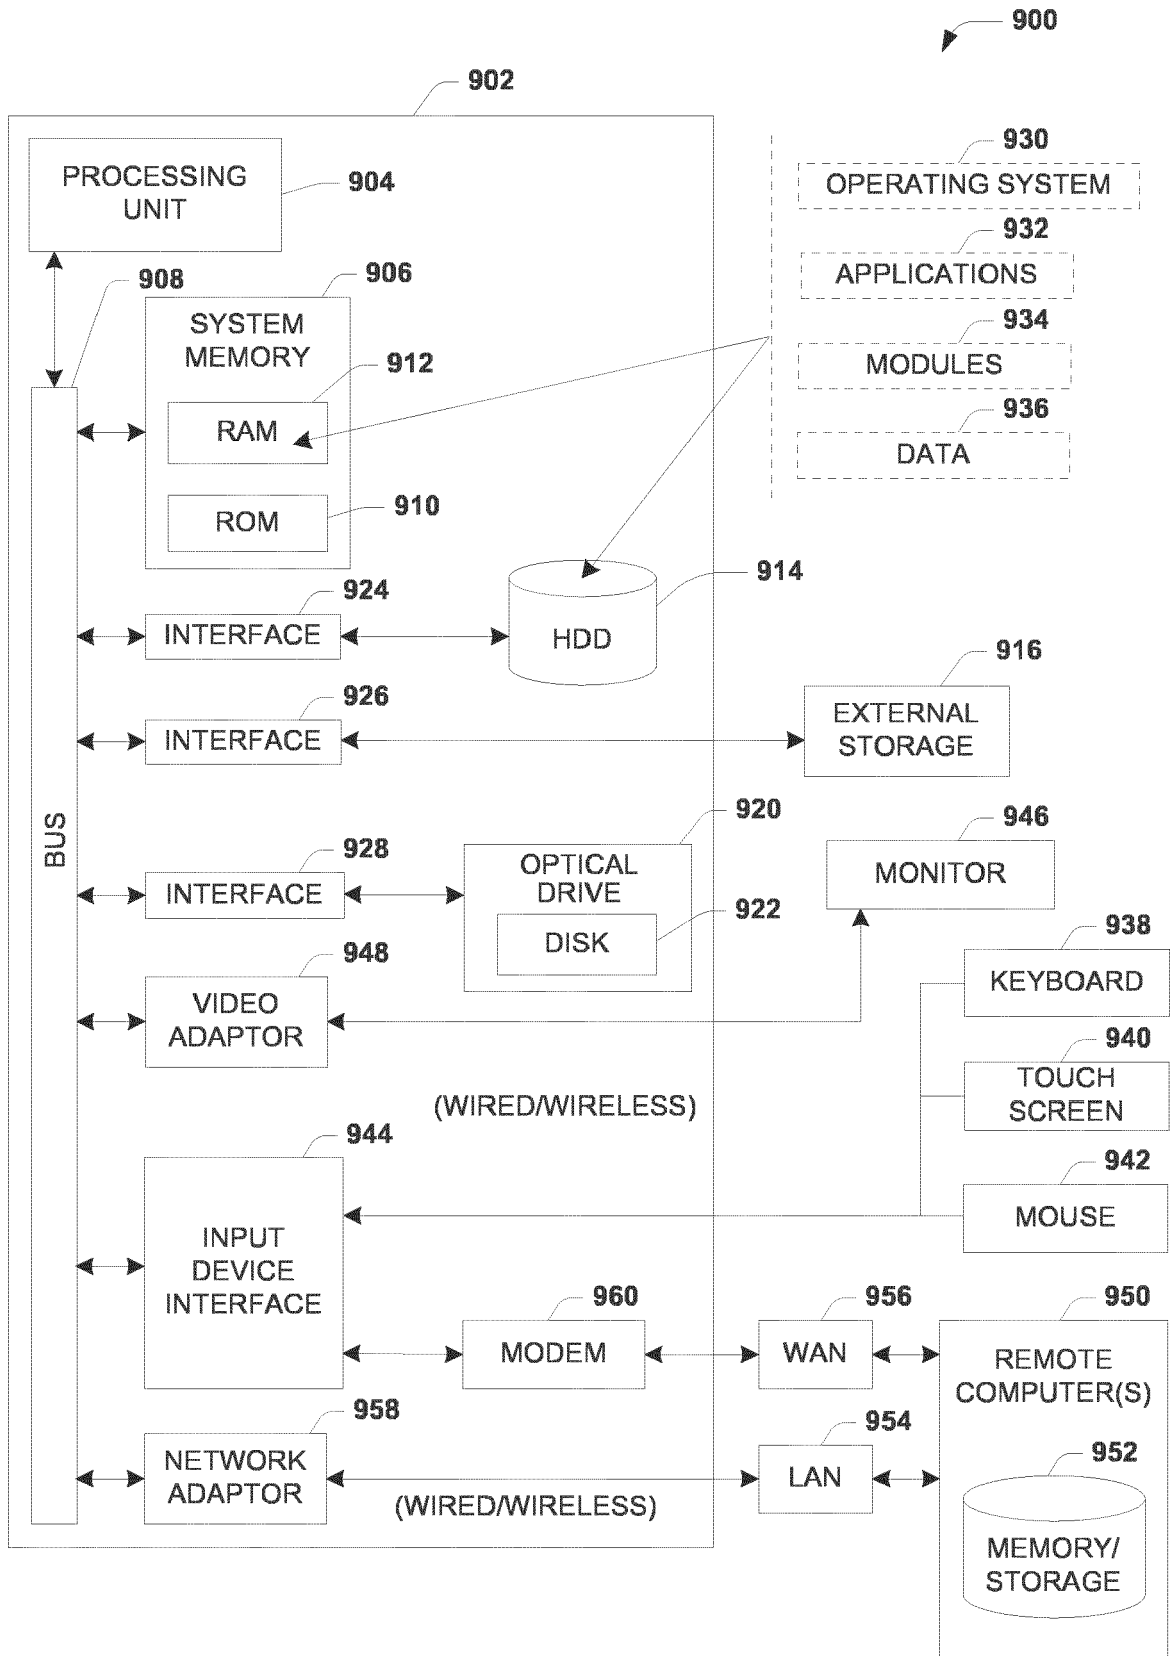 900
902
PROCESSING
UNIT
904
930
OPERATING SYSTEM
932
APPLICATIONS
934
MODULES
936
DATA
908
906
SYSTEM
MEMORY
912
RAM
910
ROM
924
INTERFACE
914
HDD
926
INTERFACE
916
EXTERNAL
STORAGE
BUS
928
INTERFACE
920
OPTICAL
DRIVE
922
DISK
946
MONITOR
948
VIDEO
ADAPTOR
938
KEYBOARD
940
TOUCH
SCREEN
(WIRED/WIRELESS)
942
MOUSE
944
INPUT
DEVICE
INTERFACE
960
MODEM
956
WAN
950
REMOTE
COMPUTER(S)
958
NETWORK
ADAPTOR
(WIRED/WIRELESS)
954
LAN
952
MEMORY/
STORAGE